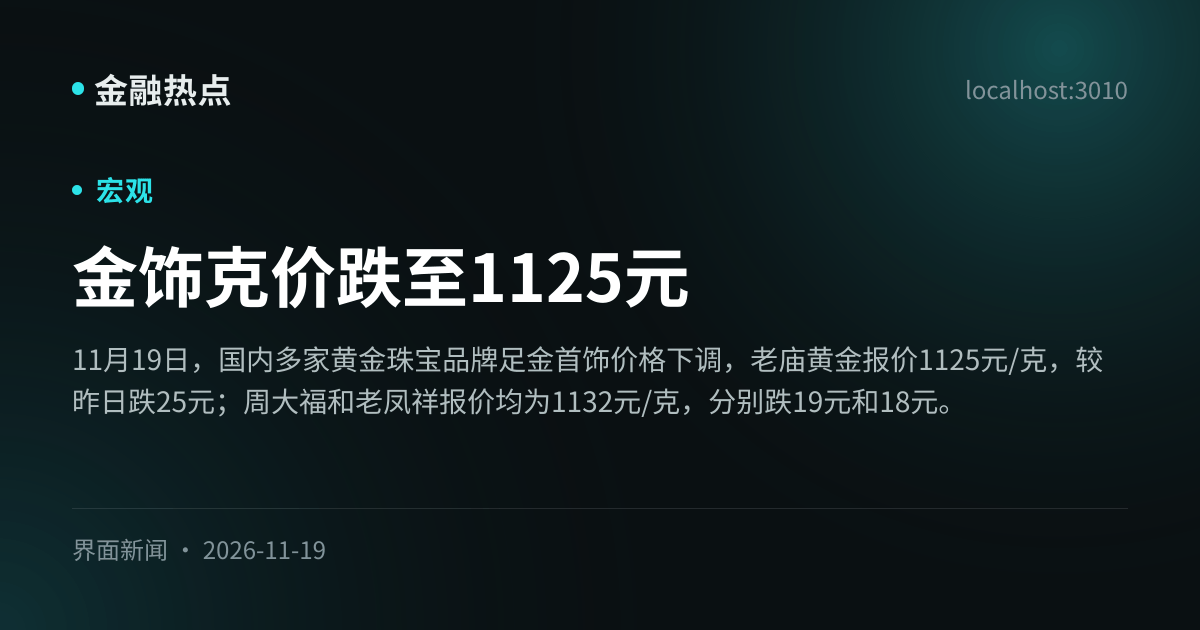 金融热点
localhost:3010
宏观
金饰克价跌至1125元
11月19日，国内多家黄金珠宝品牌足金首饰价格下调，老庙黄金报价1125元/克，较
昨日跌25元；周大福和老凤祥报价均为1132元/克，分别跌19元和18元。
界面新闻 • 2026-11-19